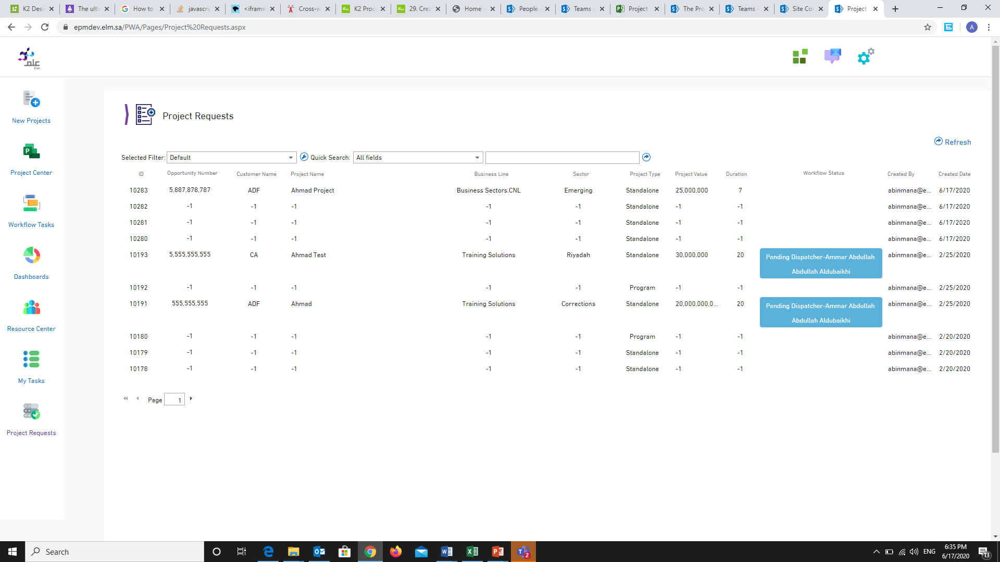 K2 Desi
The ulti
How to
javascri
<iframe
Cross-w
K2 Proc
29. Crea
Home -
People
Teams -
Project
The Pro
Teams -
Site Cor
Project
epmdev.elm.sa/PWA/Pages/Project%20Requests.aspx
A
علم
Elm
New Projects
Project Center
Workflow Tasks
Dashboards
Resource Center
My Tasks
Project Requests
Project Requests
Refresh
Selected Filter: Default Quick Search: All fields
ID Opportunity Number Customer Name Project Name Business Line Sector Project Type Project Value Duration Workflow Status Created By Created Date
10283 5,887,878,787 ADF Ahmad Project Business Sectors.CNL Emerging Standalone 25,000,000 7 abinmana@e... 6/17/2020
10282 -1 -1 -1 -1 -1 Standalone -1 -1 abinmana@e... 6/17/2020
10281 -1 -1 -1 -1 -1 Standalone -1 -1 abinmana@e... 6/17/2020
10280 -1 -1 -1 -1 -1 Standalone -1 -1 abinmana@e... 6/17/2020
10193 5,555,555,555 CA Ahmad Test Training Solutions Riyadah Standalone 30,000,000 20 Pending Dispatcher-Ammar Abdullah abinmana@e... 2/25/2020
Abdullah Aldubaikhi
10192 -1 -1 -1 -1 -1 Program -1 -1 abinmana@e... 2/25/2020
10191 555,555,555 ADF Ahmad Training Solutions Corrections Standalone 20,000,000,0... 20 Pending Dispatcher-Ammar Abdullah abinmana@e... 2/25/2020
Abdullah Aldubaikhi
10180 -1 -1 -1 -1 -1 Program -1 -1 abinmana@e... 2/20/2020
10179 -1 -1 -1 -1 -1 Standalone -1 -1 abinmana@e... 2/20/2020
10178 -1 -1 -1 -1 -1 Standalone -1 -1 abinmana@e... 2/20/2020
Page 1
Search
2
ENG
6:35 PM
6/17/2020
13